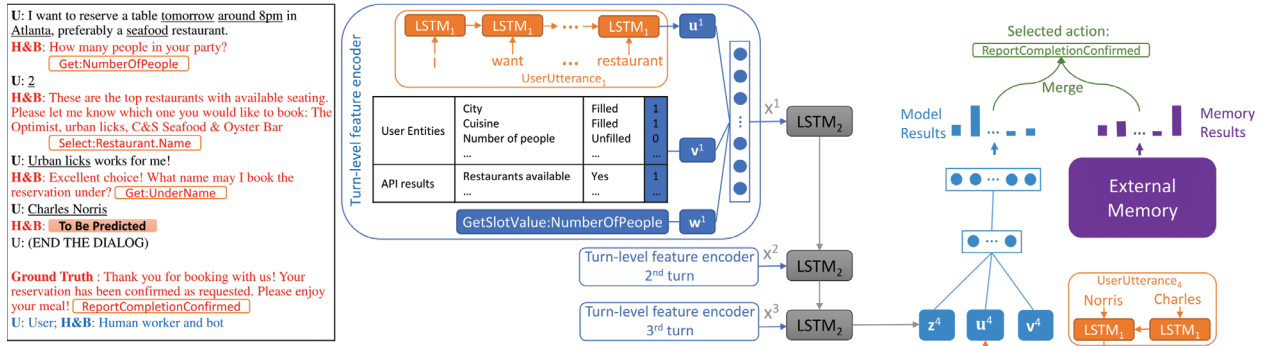 U: I want to reserve a table tomorrow around 8pm in
Atlanta, preferably a seafood restaurant.
H&B: How many people in your party?
Get:NumberOfPeople
U: 2
H&B: These are the top restaurants with available seating.
Please let me know which one you would like to book: The
Optimist, urban licks, C&S Seafood & Oyster Bar
Select:Restaurant.Name
U: Urban licks works for me!
H&B: Excellent choice! What name may I book the
reservation under? Get:UnderName
U: Charles Norris
H&B: To Be Predicted
U: (END THE DIALOG)
Ground Truth : Thank you for booking with us! Your
reservation has been confirmed as requested. Please enjoy
your meal! ReportCompletionConfirmed
U: User; H&B: Human worker and bot
Turn-level feature encoder
LSTM1 LSTM1 ... LSTM1 u1
I want ... restaurant
UserUtterance1
User Entities
City Filled 1
Cuisine Filled 1
Number of people Unfilled 0
... ... ...
v1
API results
Restaurants available Yes 1
... ...
GetSlotValue:NumberOfPeople w1
X1
LSTM2
Turn-level feature encoder
2nd turn
X2
LSTM2
Turn-level feature encoder
3rd turn
X3
LSTM2
Selected action:
ReportCompletionConfirmed
Merge
Model
Results
...
Memory
Results
...
External
Memory
...
...
z4 u4 v4
UserUtterance4
Norris Charles
LSTM1 LSTM1